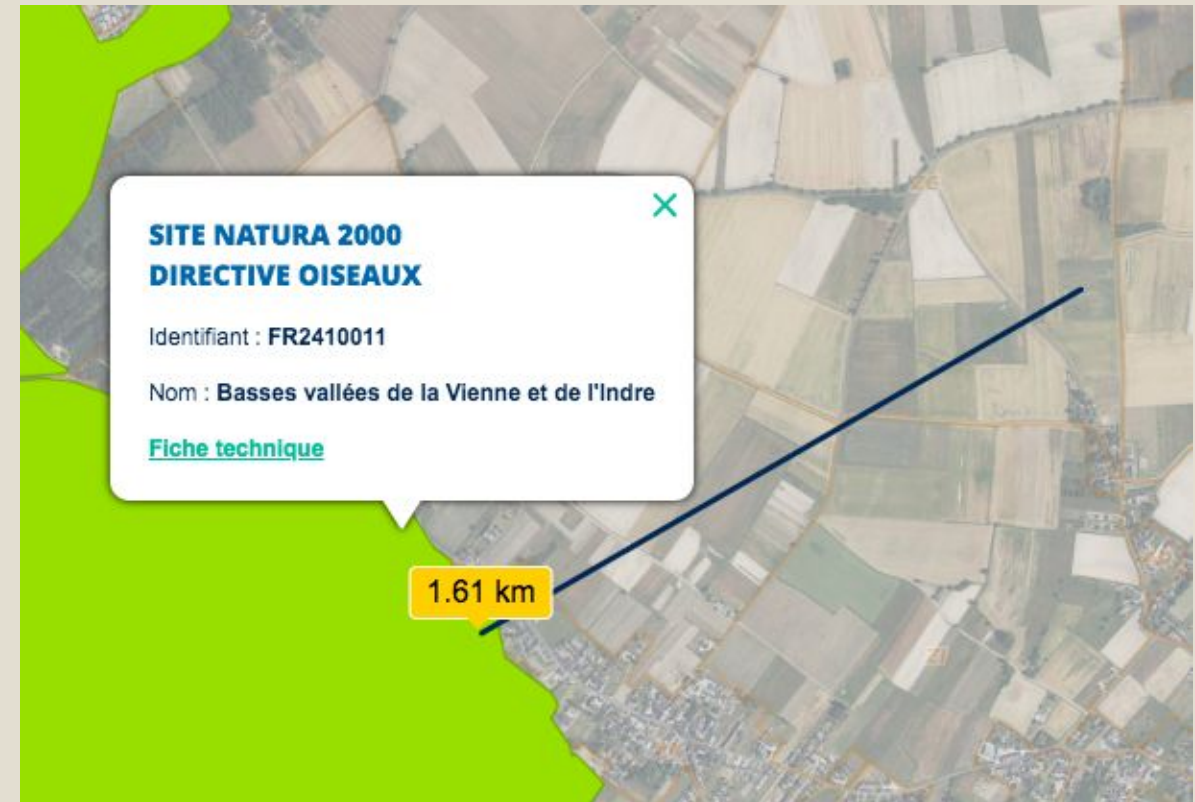 SITE NATURA 2000
DIRECTIVE OISEAUX
Identifiant : FR2410011
Nom : Basses vallées de la Vienne et de l'Indre
Fiche technique
1.61 km